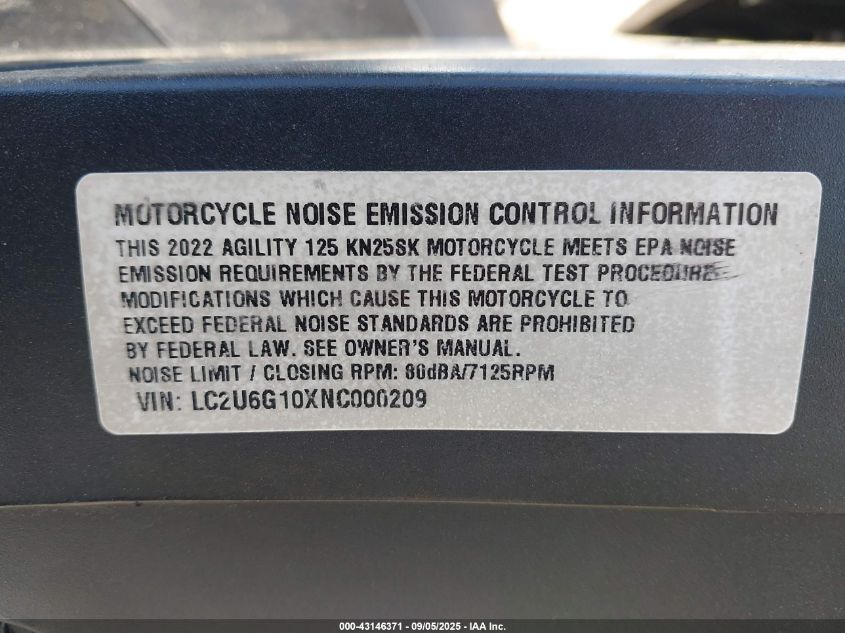 MOTORCYCLE NOISE EMISSION CONTROL INFORMATION
THIS 2022 AGILITY 125 KN25SK MOTORCYCLE MEETS EPA NOISE
EMISSION REQUIREMENTS BY THE FEDERAL TEST PROCEDURE
MODIFICATIONS WHICH CAUSE THIS MOTORCYCLE TO
EXCEED FEDERAL NOISE STANDARDS ARE PROHIBITED
BY FEDERAL LAW. SEE OWNER'S MANUAL.
NOISE LIMIT / CLOSING RPM: 80dBA/7125RPM
VIN: LC2U6G10XNC000209
000-43146371 - 09/05/2025 - IAA Inc.